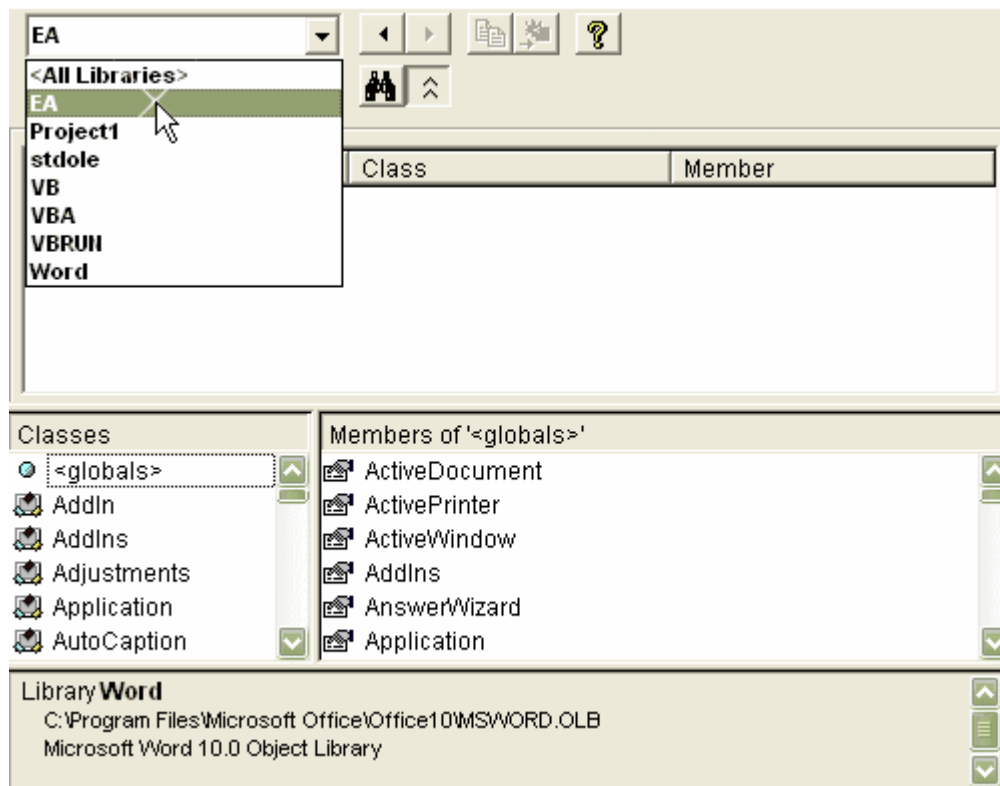 EA
<All Libraries>
EA
Project1
stdole
VB
VBA
VBRUN
Word
Class Member
Classes
<globals>
AddIn
AddIns
Adjustments
Application
AutoCaption
Members of '<globals>'
ActiveDocument
ActivePrinter
ActiveWindow
AddIns
AnswerWizard
Application
Library Word
C:\Program Files\Microsoft Office\Office10\MSWORD.OLB
Microsoft Word 10.0 Object Library